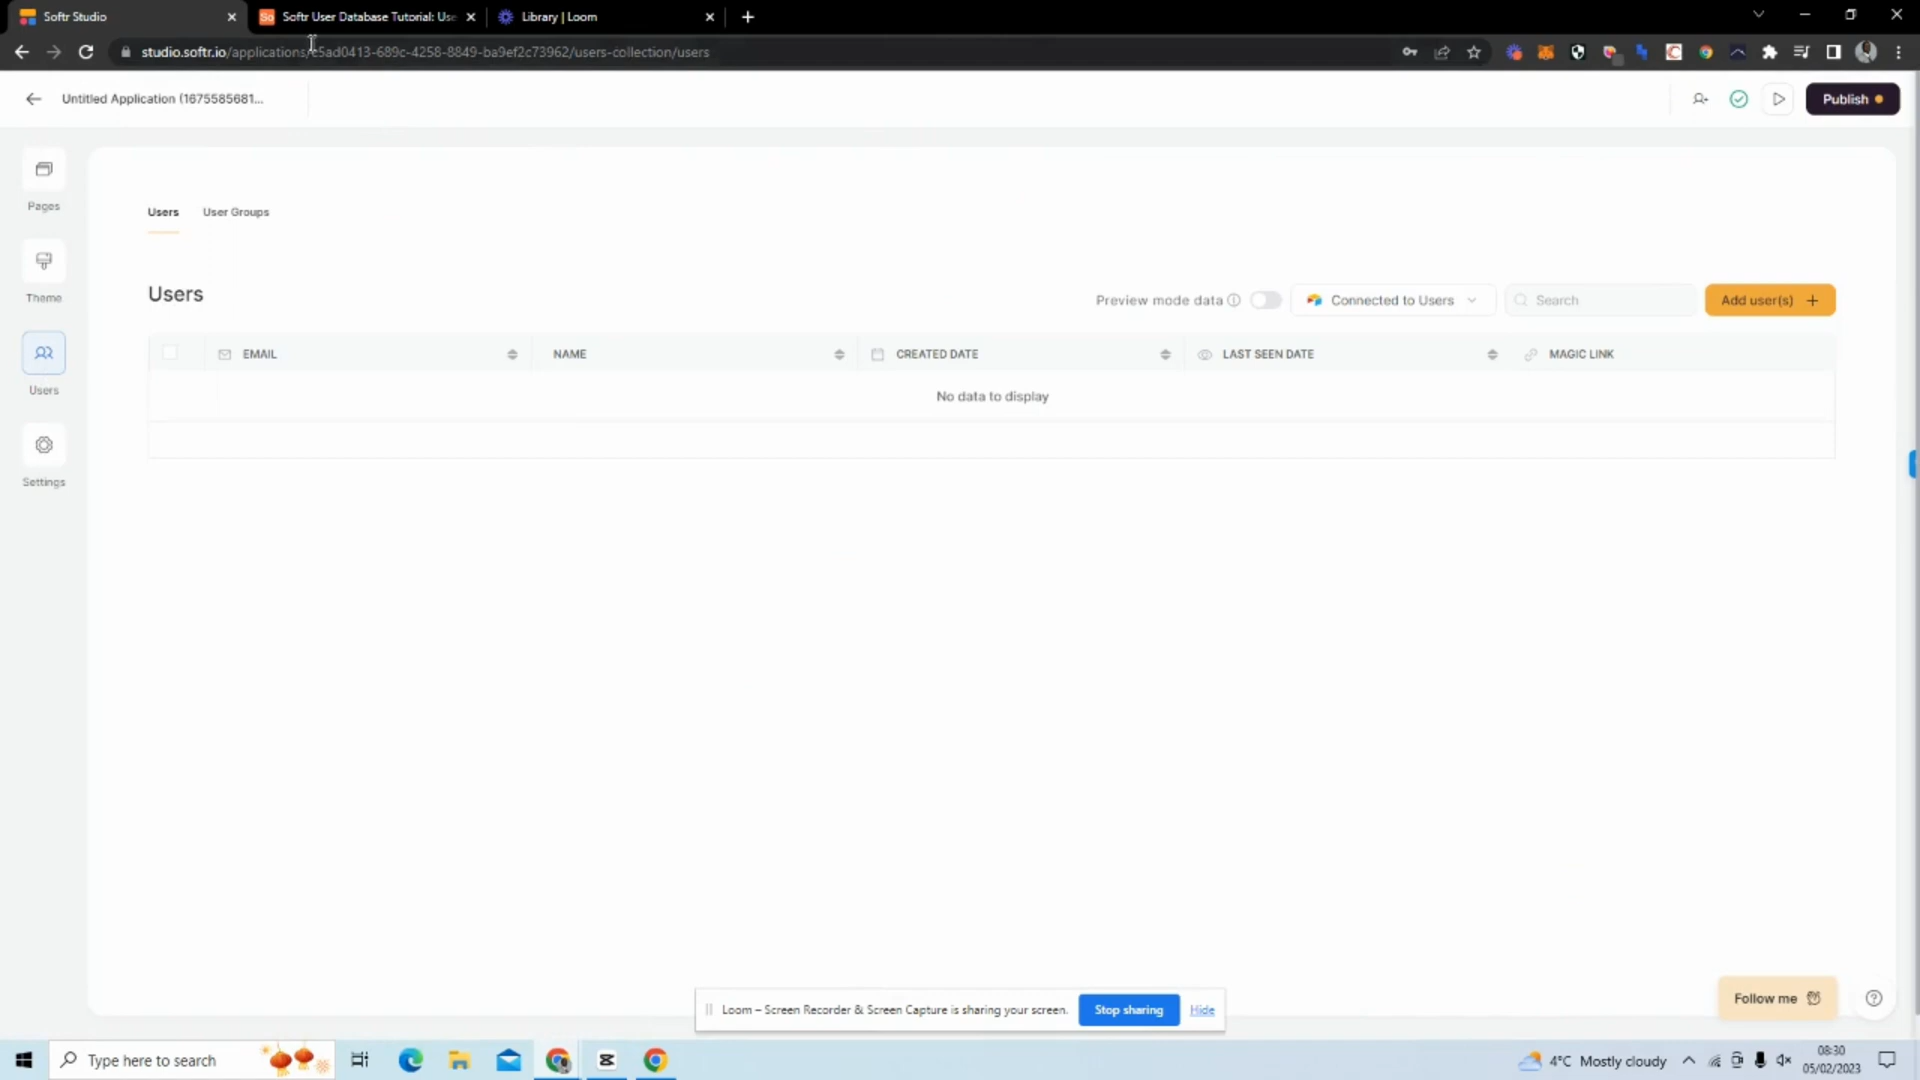 Softr Studio
Softr User Database Tutorial: Use
Library | Loom
studio.softr.io/applications/c5ad0413-689c-4258-8849-ba9ef2c73962/users-collection/users
Untitled Application (1675585681...
Publish
Pages
Theme
Users
Settings
Users
User Groups
Users
Preview mode data
Connected to Users
Search
Add user(s) +
EMAIL
NAME
CREATED DATE
LAST SEEN DATE
MAGIC LINK
No data to display
Follow me
Loom – Screen Recorder & Screen Capture is sharing your screen.
Stop sharing
Hide
Type here to search
4°C Mostly cloudy
08:30
05/02/2023